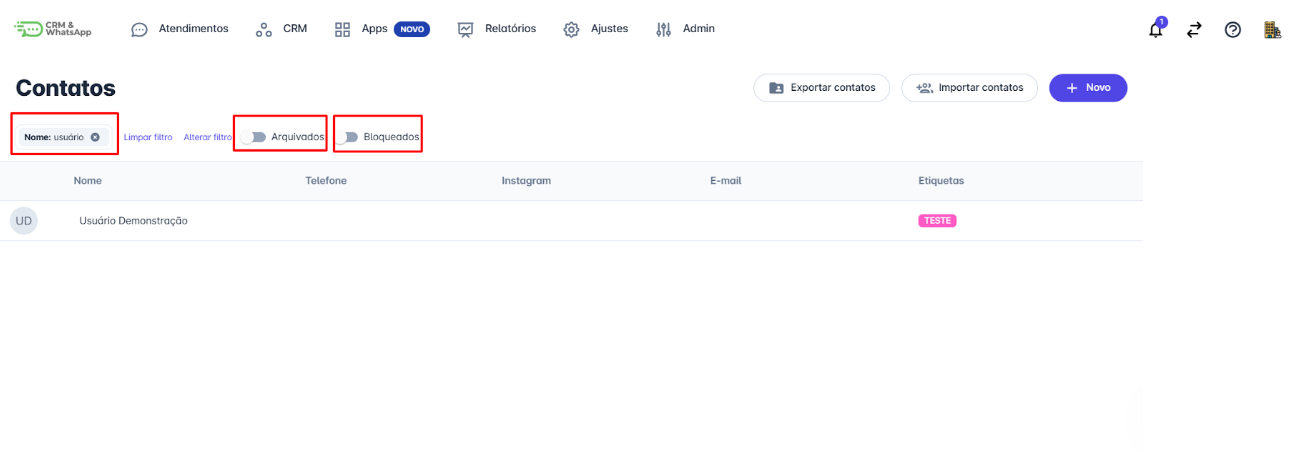 CRM &
WhatsApp
Atendimentos
CRM
Apps NOVO
Relatórios
Ajustes
Admin
1
Contatos
Exportar contatos
Importar contatos
+ Novo
Nome: usuário
Limpar filtro
Alterar filtro
Arquivados
Bloqueados
Nome Telefone Instagram E-mail Etiquetas
UD Usuário Demonstração TESTE